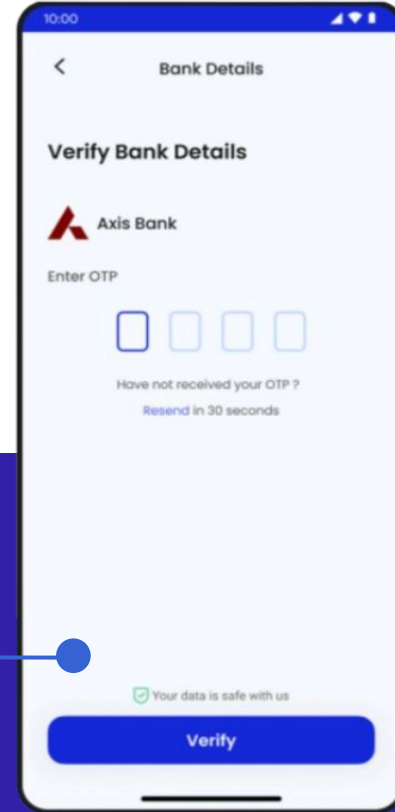 10:00
Bank Details
Verify Bank Details
Axis Bank
Enter OTP
Have not received your OTP ?
Resend in 30 seconds
Your data is safe with us
Verify